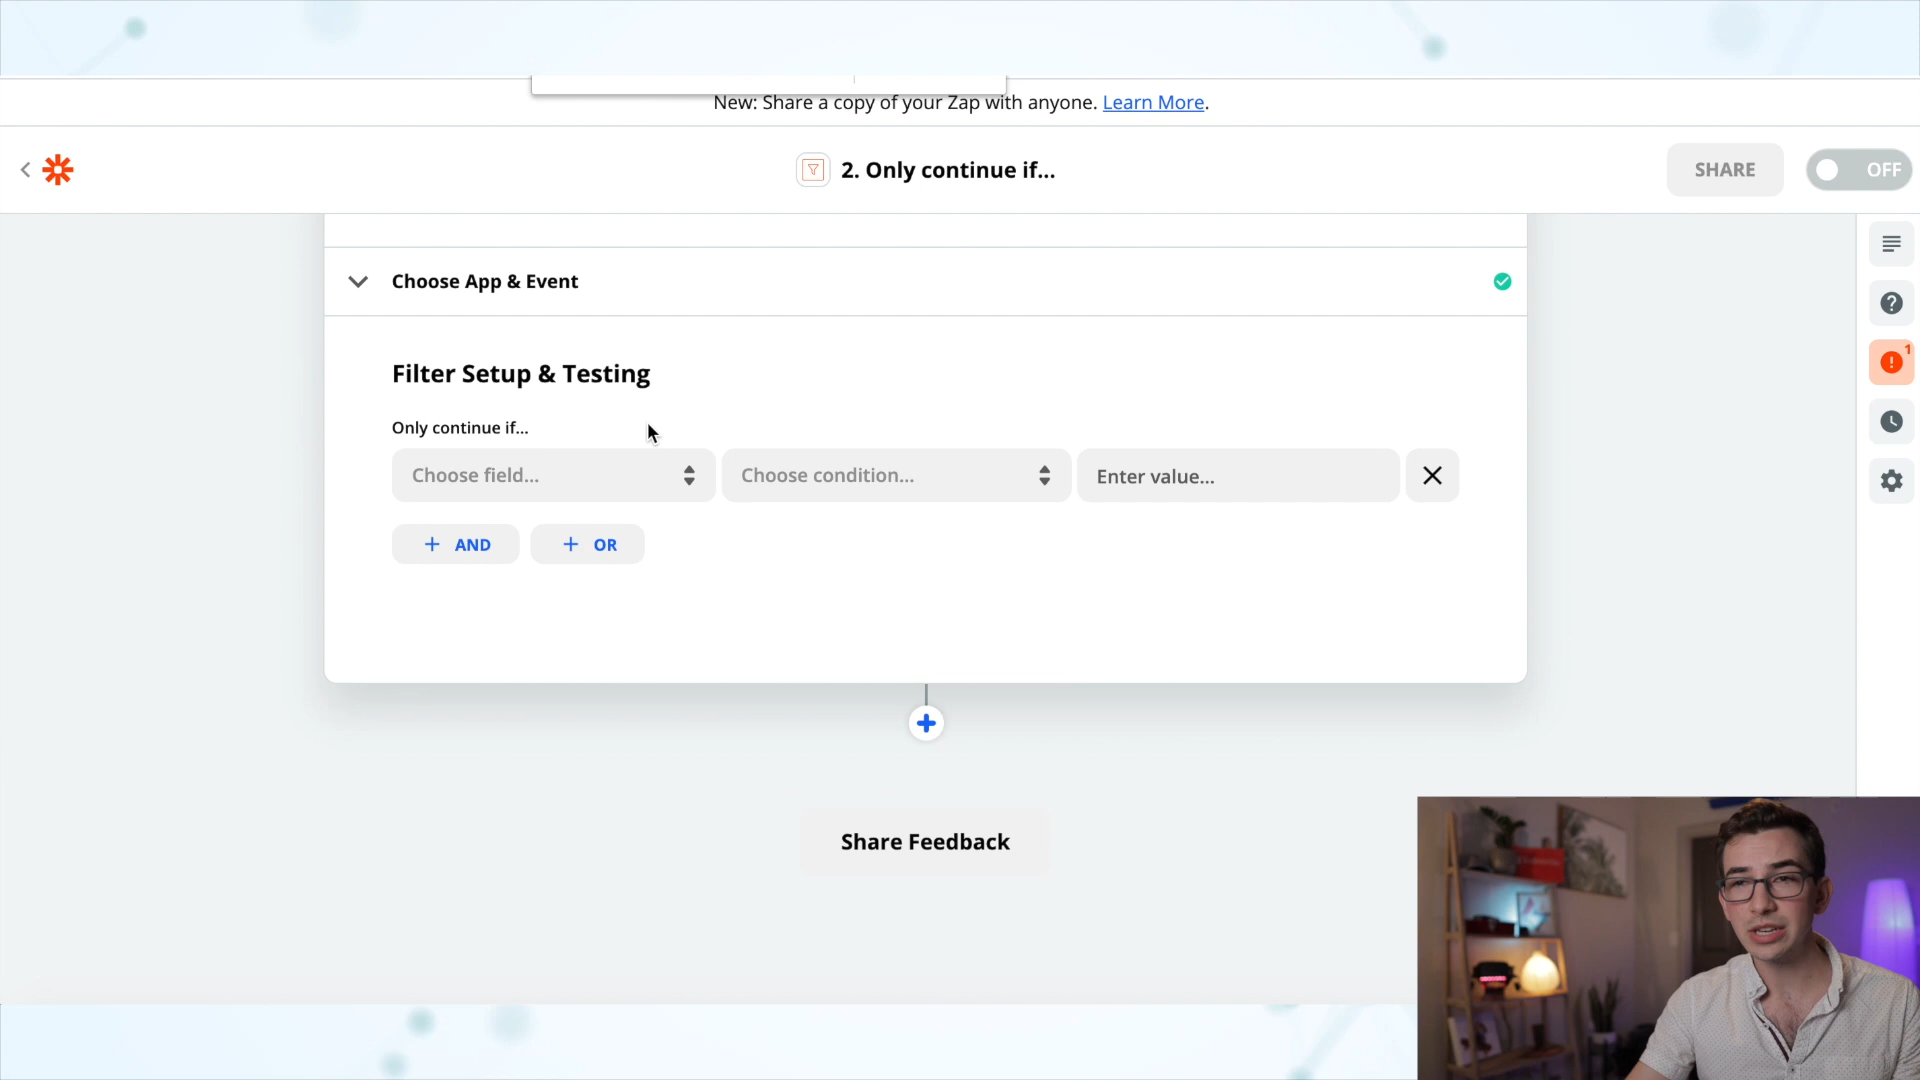 New: Share a copy of your Zap with anyone. Learn More.
2. Only continue if...
SHARE
OFF
Choose App & Event
1
Filter Setup & Testing
Only continue if...
Choose field...
Choose condition...
Enter value...
+ AND
+ OR
Share Feedback